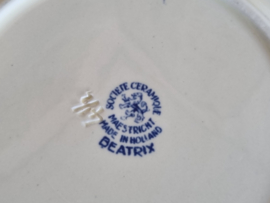 SOCIETE CERAMIQUE
MAESTRICHT
MADE IN HOLLAND
BEATRIX